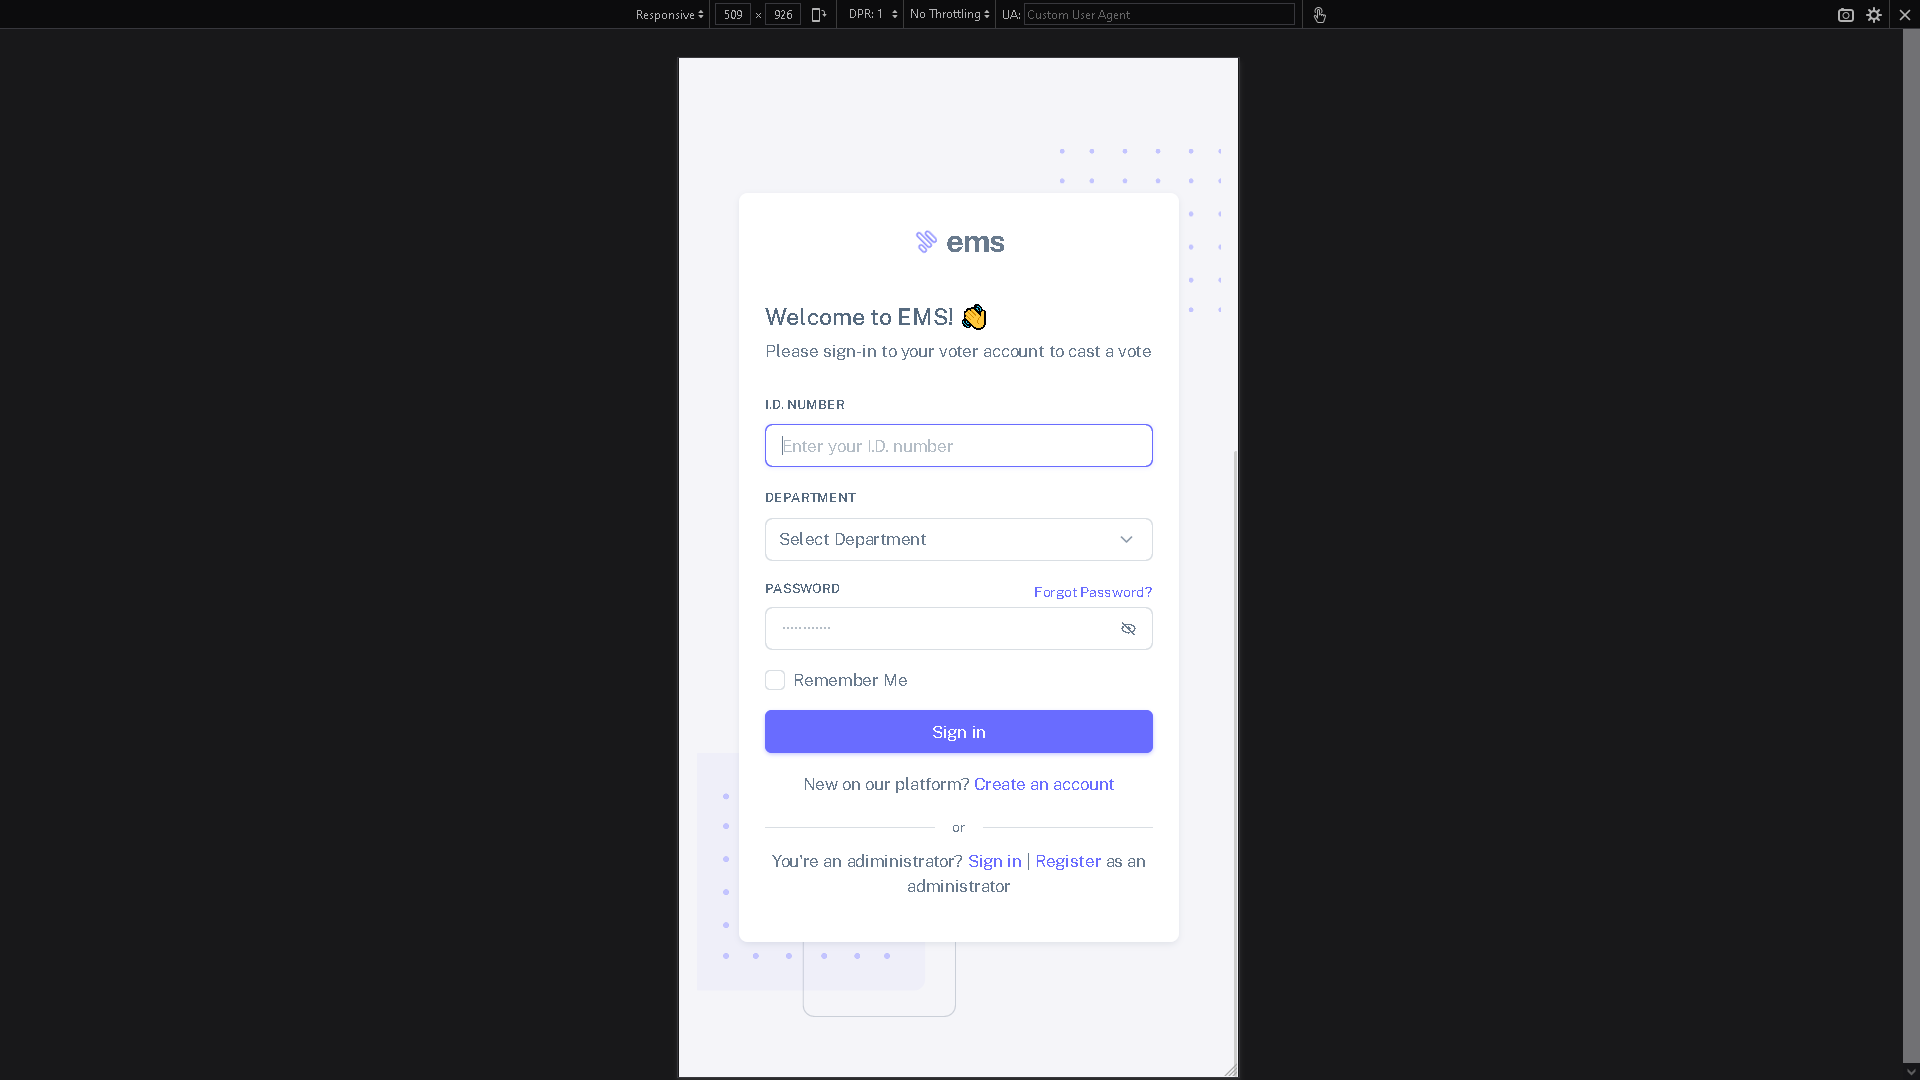 Responsive 509 × 926 DPR: 1 No Throttling UA: Custom User Agent
ems
Welcome to EMS! 👋
Please sign-in to your voter account to cast a vote
I.D. NUMBER
Enter your I.D. number
DEPARTMENT
Select Department
PASSWORD Forgot Password?
············
Remember Me
Sign in
New on our platform? Create an account
or
You're an adiministrator? Sign in | Register as an
administrator